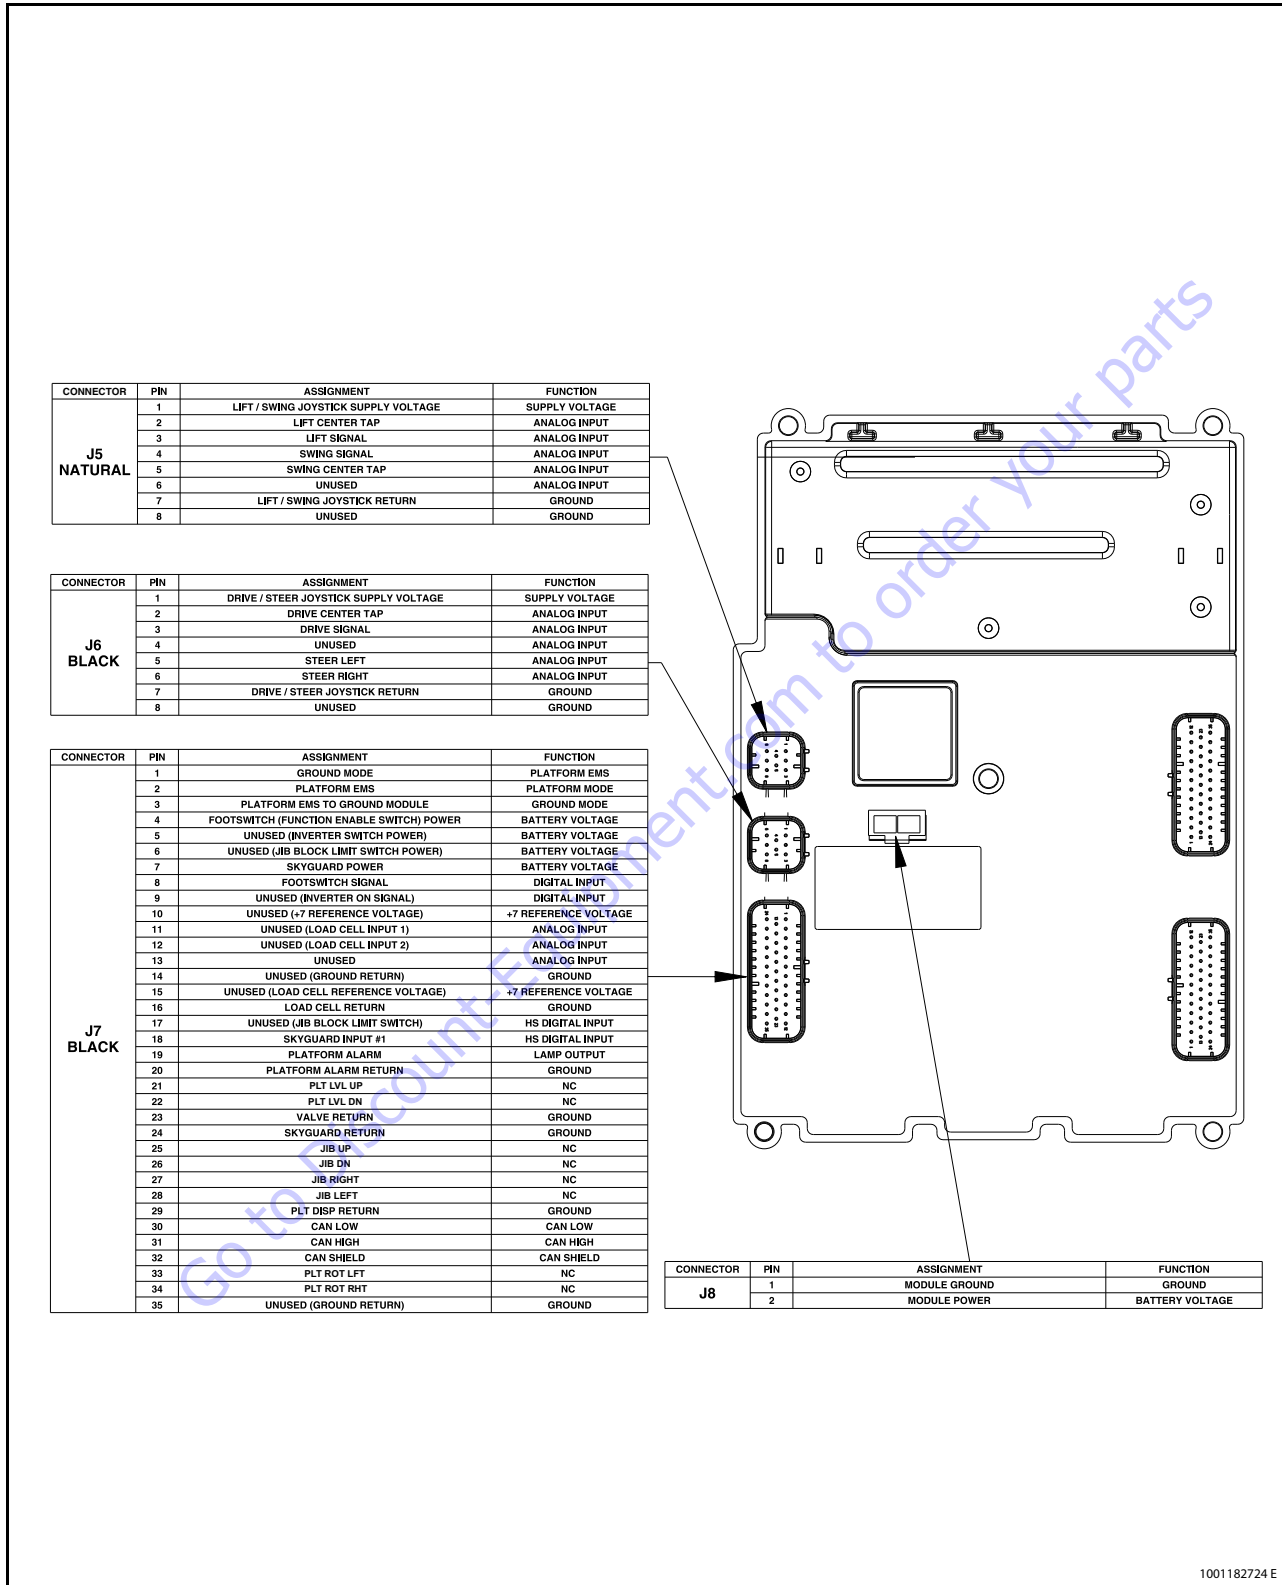 CONNECTOR PIN ASSIGNMENT FUNCTION
J5 NATURAL
1 LIFT / SWING JOYSTICK SUPPLY VOLTAGE SUPPLY VOLTAGE
2 LIFT CENTER TAP ANALOG INPUT
3 LIFT SIGNAL ANALOG INPUT
4 SWING SIGNAL ANALOG INPUT
5 SWING CENTER TAP ANALOG INPUT
6 UNUSED ANALOG INPUT
7 LIFT / SWING JOYSTICK RETURN GROUND
8 UNUSED GROUND
CONNECTOR PIN ASSIGNMENT FUNCTION
J6 BLACK
1 DRIVE / STEER JOYSTICK SUPPLY VOLTAGE SUPPLY VOLTAGE
2 DRIVE CENTER TAP ANALOG INPUT
3 DRIVE SIGNAL ANALOG INPUT
4 UNUSED ANALOG INPUT
5 STEER LEFT ANALOG INPUT
6 STEER RIGHT ANALOG INPUT
7 DRIVE / STEER JOYSTICK RETURN GROUND
8 UNUSED GROUND
CONNECTOR PIN ASSIGNMENT FUNCTION
J7 BLACK
1 GROUND MODE PLATFORM EMS
2 PLATFORM EMS PLATFORM MODE
3 PLATFORM EMS TO GROUND MODULE GROUND MODE
4 FOOTSWITCH (FUNCTION ENABLE SWITCH) POWER BATTERY VOLTAGE
5 UNUSED (INVERTER SWITCH POWER) BATTERY VOLTAGE
6 UNUSED (JIB BLOCK LIMIT SWITCH POWER) BATTERY VOLTAGE
7 SKYGUARD POWER BATTERY VOLTAGE
8 FOOTSWITCH SIGNAL DIGITAL INPUT
9 UNUSED (INVERTER ON SIGNAL) DIGITAL INPUT
10 UNUSED (+7 REFERENCE VOLTAGE) +7 REFERENCE VOLTAGE
11 UNUSED (LOAD CELL INPUT 1) ANALOG INPUT
12 UNUSED (LOAD CELL INPUT 2) ANALOG INPUT
13 UNUSED ANALOG INPUT
14 UNUSED (GROUND RETURN) GROUND
15 UNUSED (LOAD CELL REFERENCE VOLTAGE) +7 REFERENCE VOLTAGE
16 LOAD CELL RETURN GROUND
17 UNUSED (JIB BLOCK LIMIT SWITCH) HS DIGITAL INPUT
18 SKYGUARD INPUT #1 HS DIGITAL INPUT
19 PLATFORM ALARM LAMP OUTPUT
20 PLATFORM ALARM RETURN GROUND
21 PLT LVL UP NC
22 PLT LVL DN NC
23 VALVE RETURN GROUND
24 SKYGUARD RETURN GROUND
25 JIB UP NC
26 JIB DN NC
27 JIB RIGHT NC
28 JIB LEFT NC
29 PLT DISP RETURN GROUND
30 CAN LOW CAN LOW
31 CAN HIGH CAN HIGH
32 CAN SHIELD CAN SHIELD
33 PLT ROT LFT NC
34 PLT ROT RHT NC
35 UNUSED (GROUND RETURN) GROUND
CONNECTOR PIN ASSIGNMENT FUNCTION
J8
1 MODULE GROUND GROUND
2 MODULE POWER BATTERY VOLTAGE
Go to Discount-Equipment.com to order your parts
1001182724 E